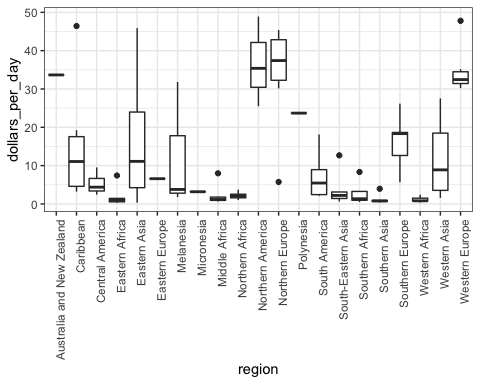 50
40
30
20
10
0
dollars_per_day
Australia and New Zealand
Caribbean
Central America
Eastern Africa
Eastern Asia
Eastern Europe
Melanesia
Micronesia
Middle Africa
Northern Africa
Northern America
Northern Europe
Polynesia
South America
South-Eastern Asia
Southern Africa
Southern Asia
Southern Europe
Western Africa
Western Asia
Western Europe
region